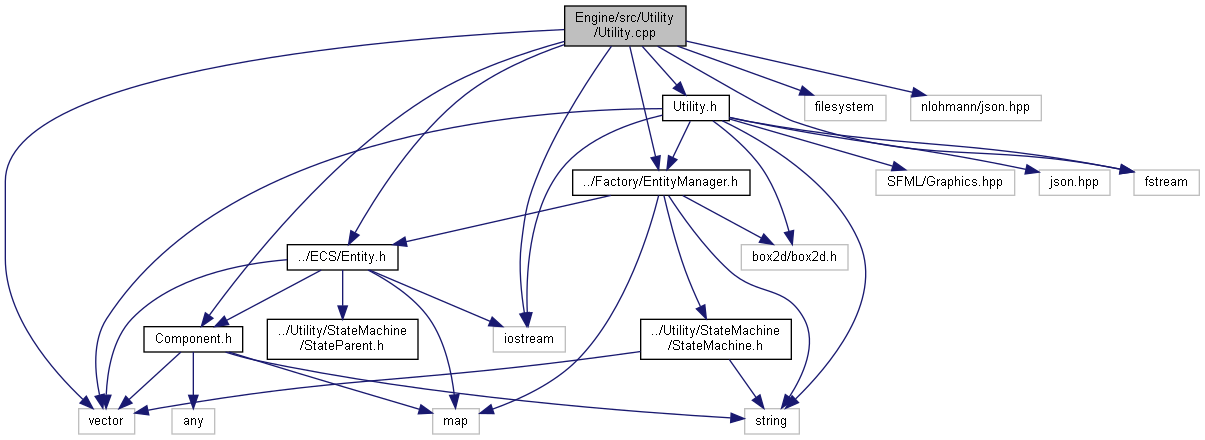 Engine/src/Utility
/Utility.cpp
Utility.h
filesystem
nlohmann/json.hpp
../Factory/EntityManager.h
SFML/Graphics.hpp
json.hpp
fstream
../ECS/Entity.h
box2d/box2d.h
Component.h
../Utility/StateMachine
/StateParent.h
iostream
../Utility/StateMachine
/StateMachine.h
vector
any
map
string